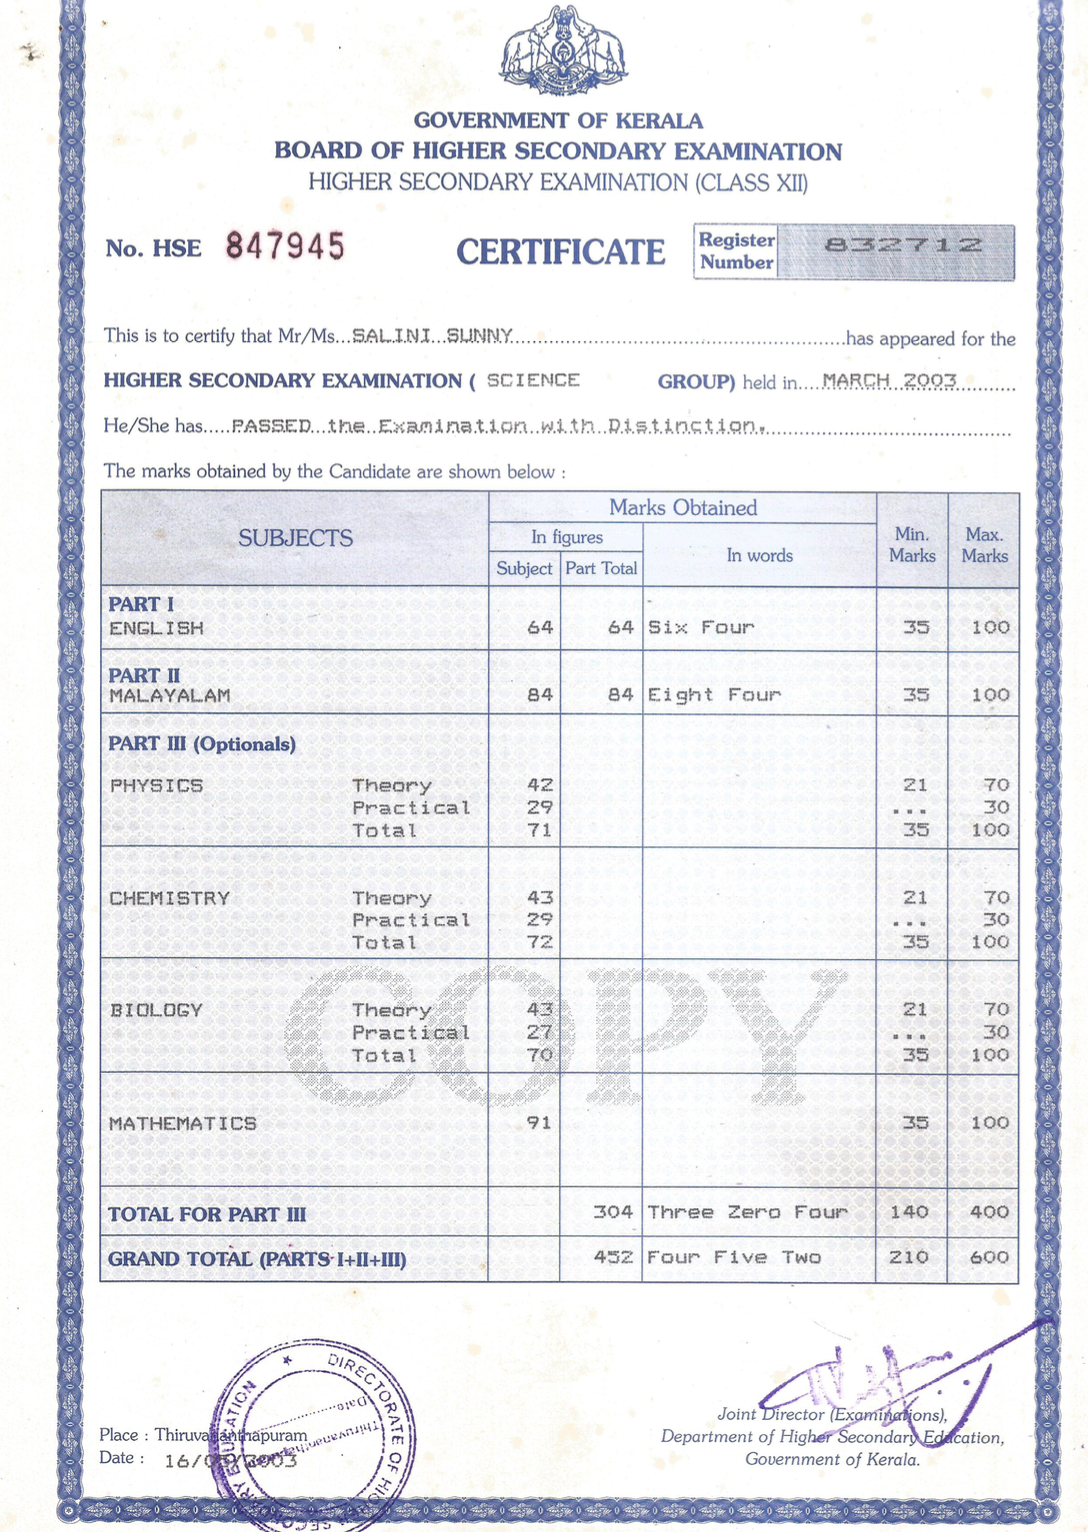 GOVERNMENT OF KERALA
BOARD OF HIGHER SECONDARY EXAMINATION
HIGHER SECONDARY EXAMINATION (CLASS XII)
No. HSE 847945 CERTIFICATE Register Number 832712
This is to certify that Mr/Ms...SALINI SUNNY...has appeared for the
HIGHER SECONDARY EXAMINATION ( SCIENCE GROUP) held in....MARCH 2003
He/She has.....PASSED the Examination with Distinction.
The marks obtained by the Candidate are shown below :
SUBJECTS Marks Obtained Min. Marks Max. Marks
In figures In words
Subject Part Total
PART I
ENGLISH 64 64 Six Four 35 100
PART II
MALAYALAM 84 84 Eight Four 35 100
PART III (Optionals)
PHYSICS Theory 42 21 70
Practical 29 ... 30
Total 71 35 100
CHEMISTRY Theory 43 21 70
Practical 29 ... 30
Total 72 35 100
BIOLOGY Theory 43 21 70
Practical 27 ... 30
Total 70 35 100
COPY
MATHEMATICS 91 35 100
TOTAL FOR PART III 304 Three Zero Four 140 400
GRAND TOTAL (PARTS I+II+III) 452 Four Five Two 210 600
DIRECTORATE OF HIGHER SECONDARY EDUCATION
Thiruvananthapuram
Date
Joint Director (Examinations),
Place : Thiruvananthapuram Department of Higher Secondary Education,
Date : 16/ /2003 Government of Kerala.